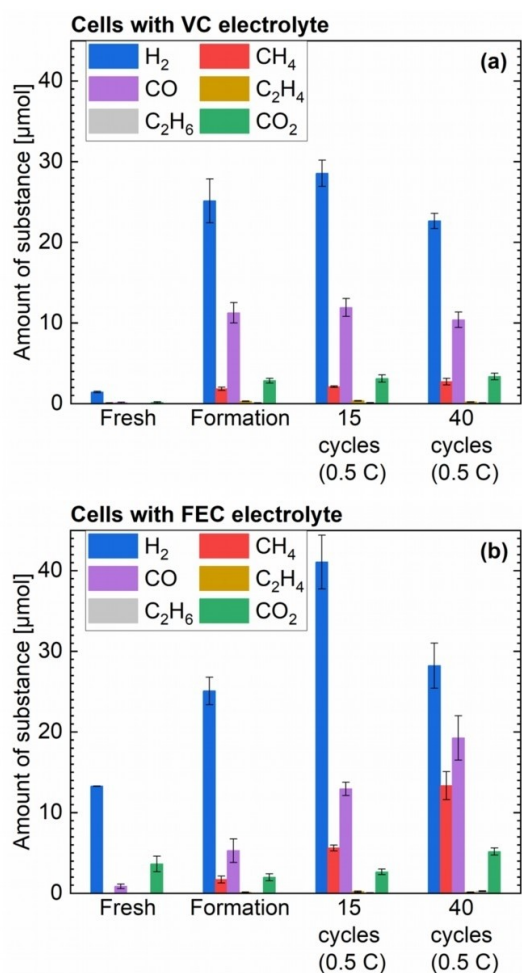 Cells with VC electrolyte
(a)
H₂ CH₄
CO C₂H₄
C₂H₆ CO₂
Amount of substance [µmol]
40
30
20
10
0
Fresh Formation 15 cycles (0.5 C) 40 cycles (0.5 C)
Cells with FEC electrolyte
(b)
H₂ CH₄
CO C₂H₄
C₂H₆ CO₂
Amount of substance [µmol]
40
30
20
10
0
Fresh Formation 15 cycles (0.5 C) 40 cycles (0.5 C)